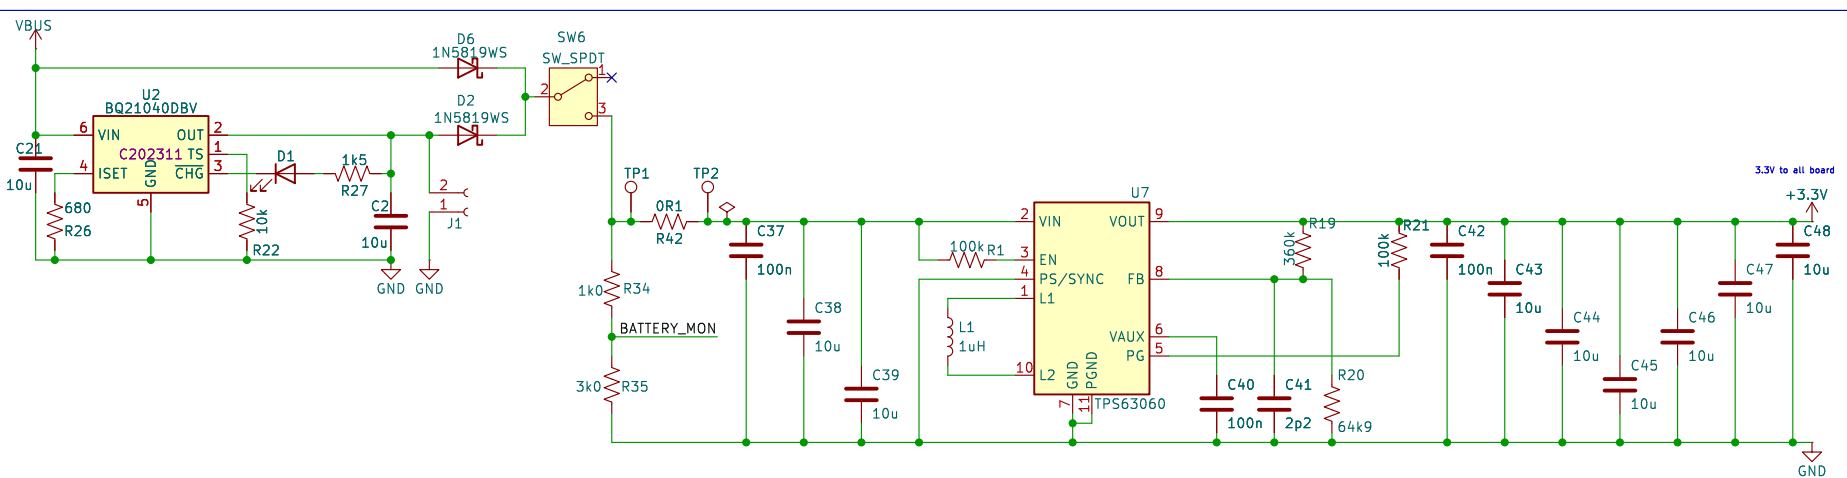 VBUS
D6
1N5819WS
SW6
SW_SPDT
1
2
3
U2
BQ21040DBV
D2
1N5819WS
6
VIN
OUT
2
C202311
TS
1
4
ISET
GND
CHG
3
5
C21
10u
D1
1k5
R27
680
R26
10k
R22
C2
10u
2
1
J1
GND
GND
TP1
TP2
0R1
R42
C37
100n
1k0
R34
BATTERY_MON
3k0
R35
C38
10u
C39
10u
100k
R1
L1
1uH
U7
2
VIN
VOUT
9
3
EN
4
PS/SYNC
FB
8
1
L1
VAUX
6
PG
5
10
L2
GND
PGND
7
11
TPS63060
R19
360k
R21
100k
C40
100n
C41
2p2
R20
64k9
C42
100n
C43
10u
C44
10u
C45
10u
C46
10u
C47
10u
3.3V to all board
+3.3V
C48
10u
GND